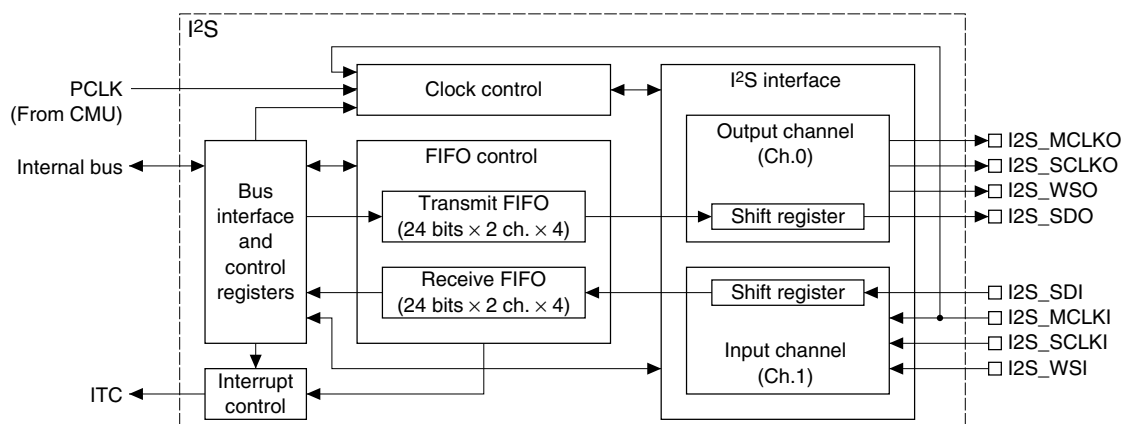 I²S
PCLK
(From CMU)
Internal bus
ITC
Clock control
Bus
interface
and
control
registers
Interrupt
control
FIFO control
Transmit FIFO
(24 bits × 2 ch. × 4)
Receive FIFO
(24 bits × 2 ch. × 4)
I²S interface
Output channel
(Ch.0)
Shift register
Shift register
Input channel
(Ch.1)
I2S_MCLKO
I2S_SCLKO
I2S_WSO
I2S_SDO
I2S_SDI
I2S_MCLKI
I2S_SCLKI
I2S_WSI